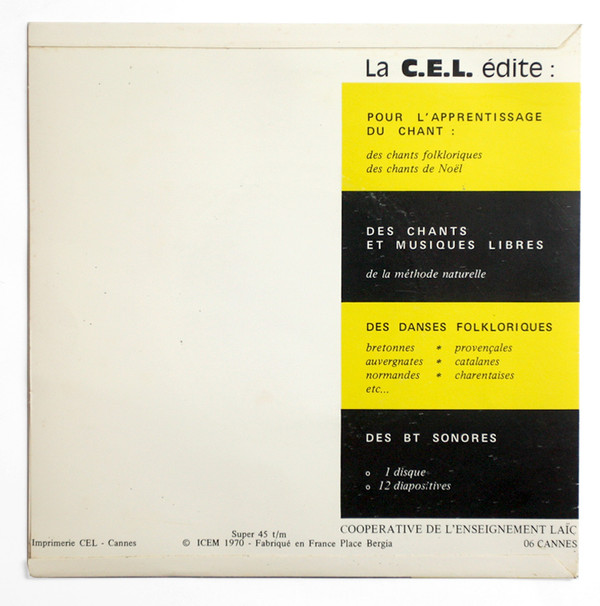 La C.E.L. édite :
POUR L'APPRENTISSAGE
DU CHANT :
des chants folkloriques
des chants de Noël
DES CHANTS
ET MUSIQUES LIBRES
de la méthode naturelle
DES DANSES FOLKLORIQUES
bretonnes * provençales
auvergnates * catalanes
normandes * charentaises
etc...
DES BT SONORES
o 1 disque
o 12 diapositives
COOPERATIVE DE L'ENSEIGNEMENT LAÏC
06 CANNES
Super 45 t/m
Imprimerie CEL - Cannes
© ICEM 1970 - Fabriqué en France Place Bergia